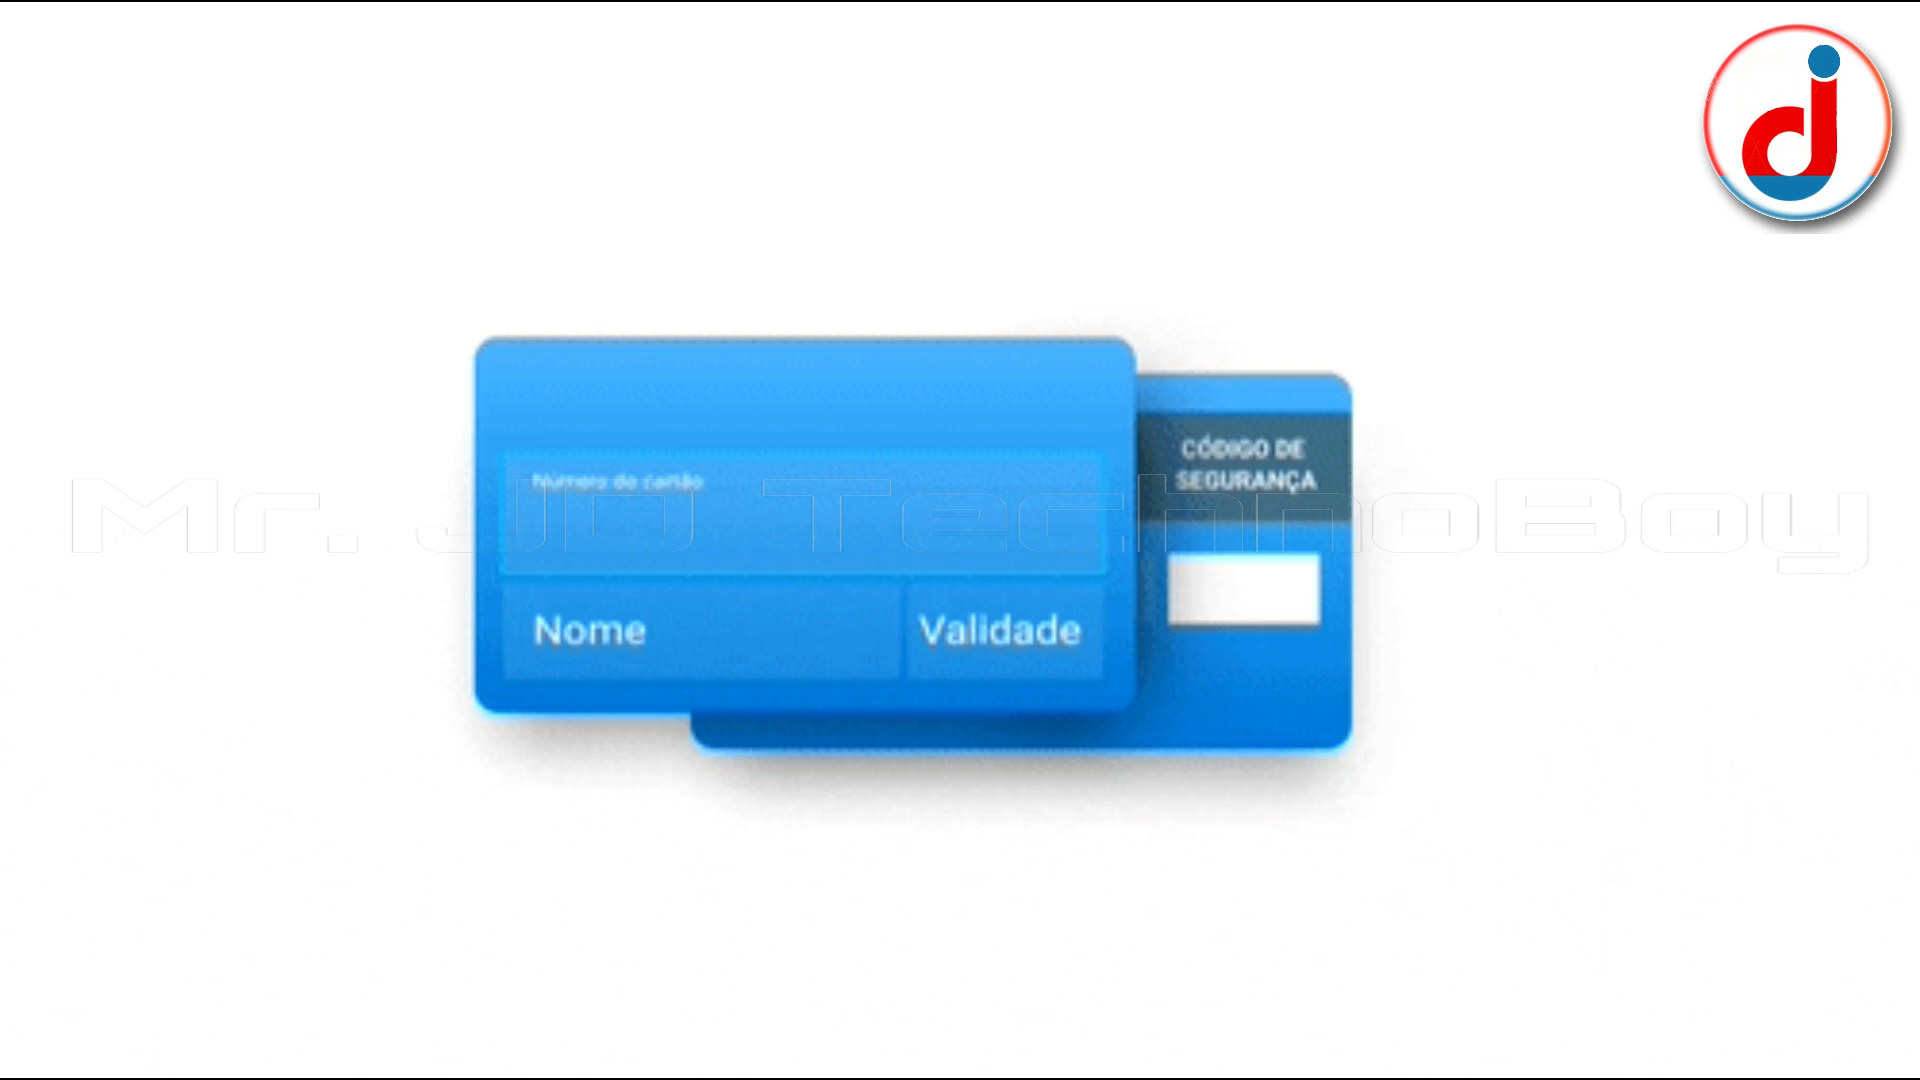 Número do cartão
Nome
Validade
CÓDIGO DE
SEGURANÇA
Mr. JD TechnoBoy